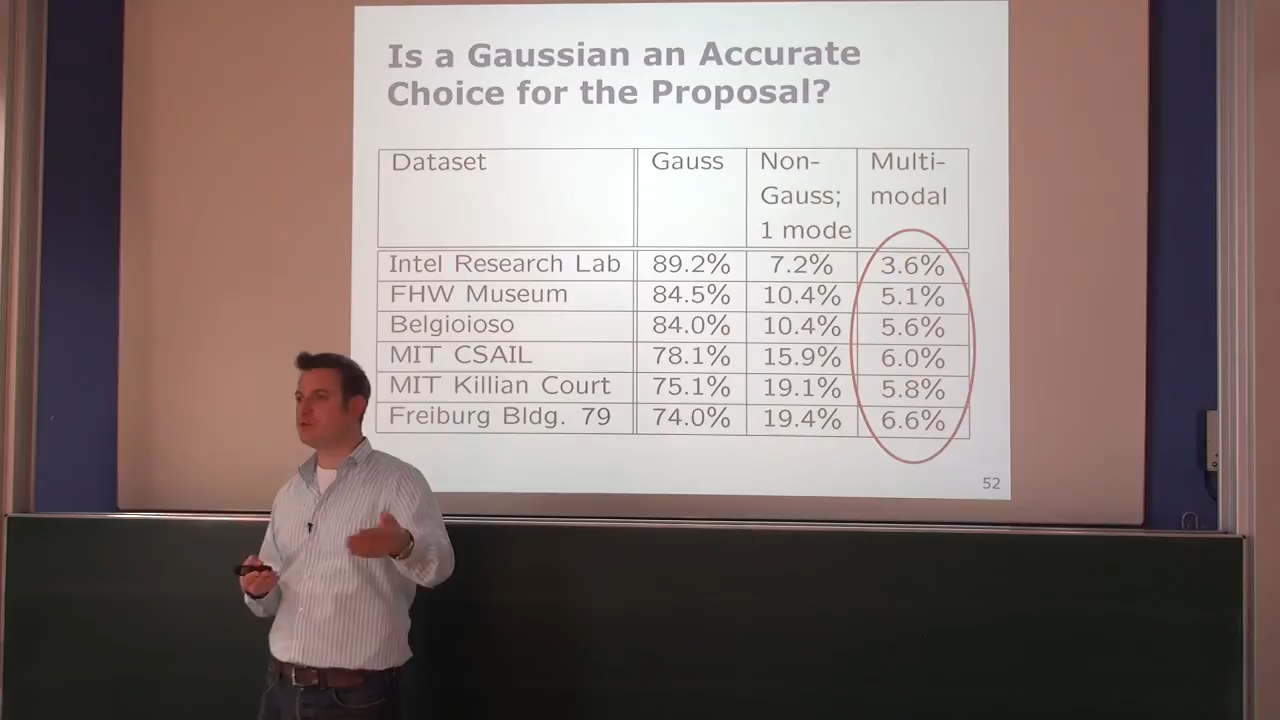 Is a Gaussian an Accurate
Choice for the Proposal?
Dataset Gauss Non- Multi-
Gauss; modal
1 mode
Intel Research Lab 89.2% 7.2% 3.6%
FHW Museum 84.5% 10.4% 5.1%
Belgioioso 84.0% 10.4% 5.6%
MIT CSAIL 78.1% 15.9% 6.0%
MIT Killian Court 75.1% 19.1% 5.8%
Freiburg Bldg. 79 74.0% 19.4% 6.6%
52